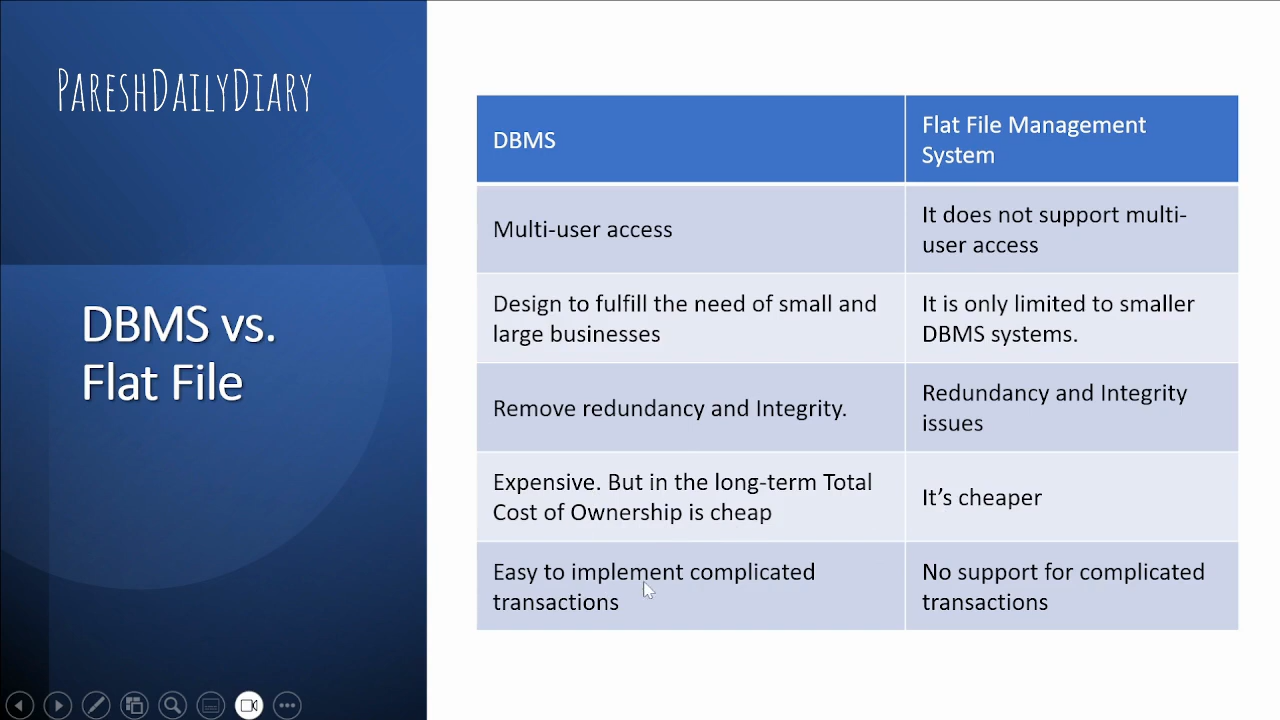 PARESHDAILYDIARY
DBMS vs.
Flat File
DBMS
Flat File Management
System
Multi-user access
It does not support multi-
user access
Design to fulfill the need of small and
large businesses
It is only limited to smaller
DBMS systems.
Remove redundancy and Integrity.
Redundancy and Integrity
issues
Expensive. But in the long-term Total
Cost of Ownership is cheap
It’s cheaper
Easy to implement complicated
transactions
No support for complicated
transactions